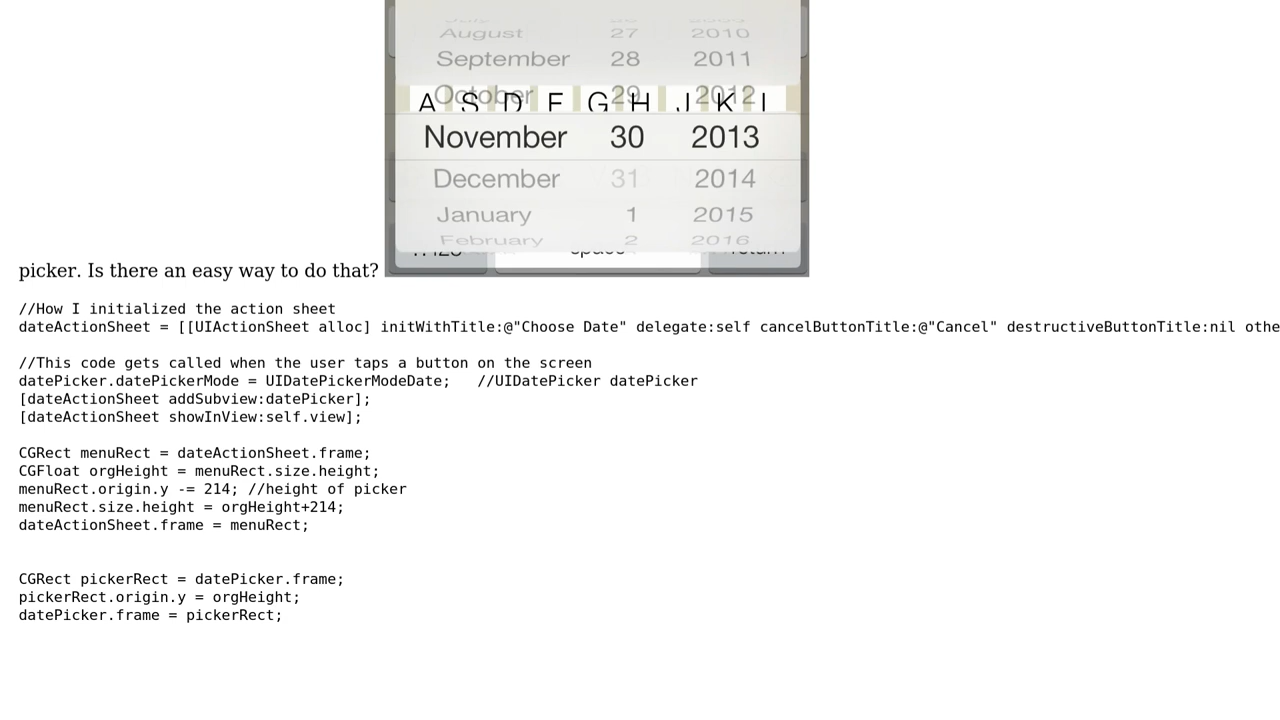 August 27 2010
September 28 2011
October 29 2012
A S D F G H J K
November 30 2013
December 31 2014
January 1 2015
February 2 2016
picker. Is there an easy way to do that?
//How I initialized the action sheet
dateActionSheet = [[UIActionSheet alloc] initWithTitle:@"Choose Date" delegate:self cancelButtonTitle:@"Cancel" destructiveButtonTitle:nil othe
//This code gets called when the user taps a button on the screen
datePicker.datePickerMode = UIDatePickerModeDate;   //UIDatePicker datePicker
[dateActionSheet addSubview:datePicker];
[dateActionSheet showInView:self.view];
CGRect menuRect = dateActionSheet.frame;
CGFloat orgHeight = menuRect.size.height;
menuRect.origin.y -= 214; //height of picker
menuRect.size.height = orgHeight+214;
dateActionSheet.frame = menuRect;
CGRect pickerRect = datePicker.frame;
pickerRect.origin.y = orgHeight;
datePicker.frame = pickerRect;